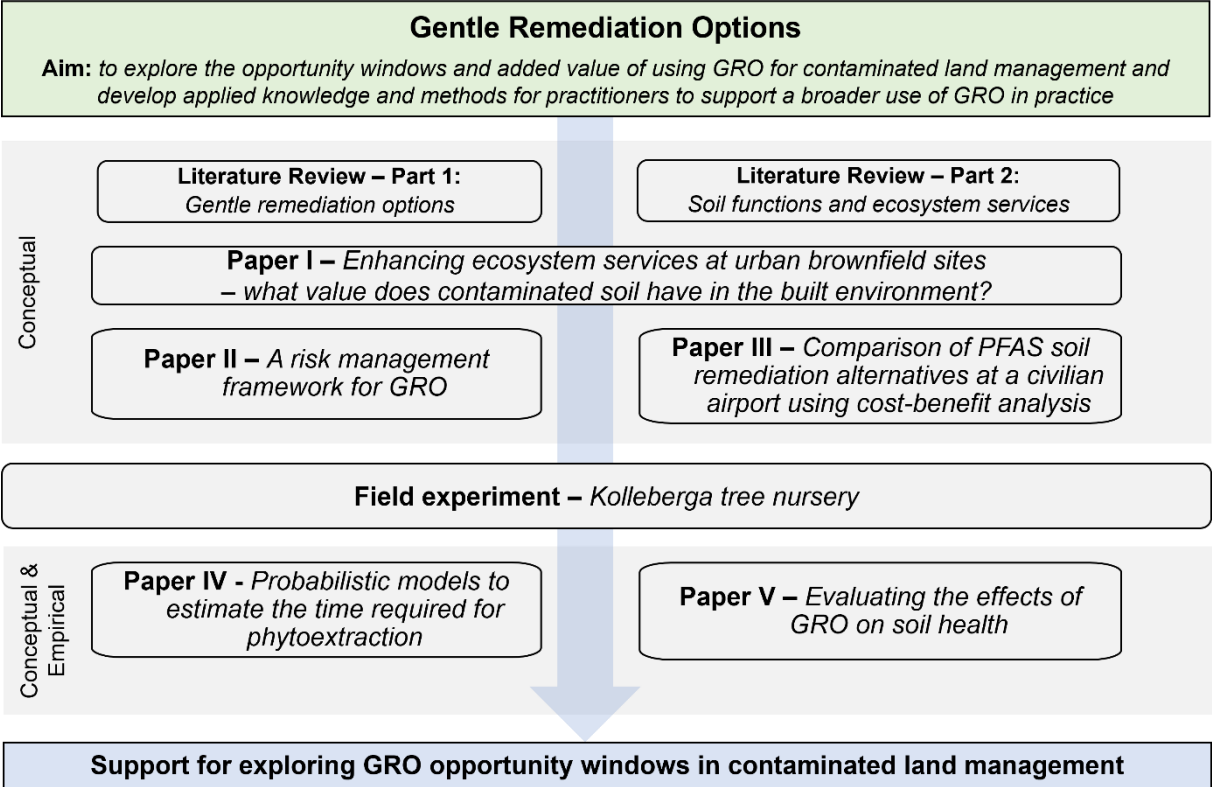 Gentle Remediation Options
Aim: to explore the opportunity windows and added value of using GRO for contaminated land management and
develop applied knowledge and methods for practitioners to support a broader use of GRO in practice
Conceptual
Literature Review – Part 1:
Gentle remediation options
Literature Review – Part 2:
Soil functions and ecosystem services
Paper I – Enhancing ecosystem services at urban brownfield sites
– what value does contaminated soil have in the built environment?
Paper II – A risk management
framework for GRO
Paper III – Comparison of PFAS soil
remediation alternatives at a civilian
airport using cost-benefit analysis
Field experiment – Kolleberga tree nursery
Conceptual &
Empirical
Paper IV - Probabilistic models to
estimate the time required for
phytoextraction
Paper V – Evaluating the effects of
GRO on soil health
Support for exploring GRO opportunity windows in contaminated land management